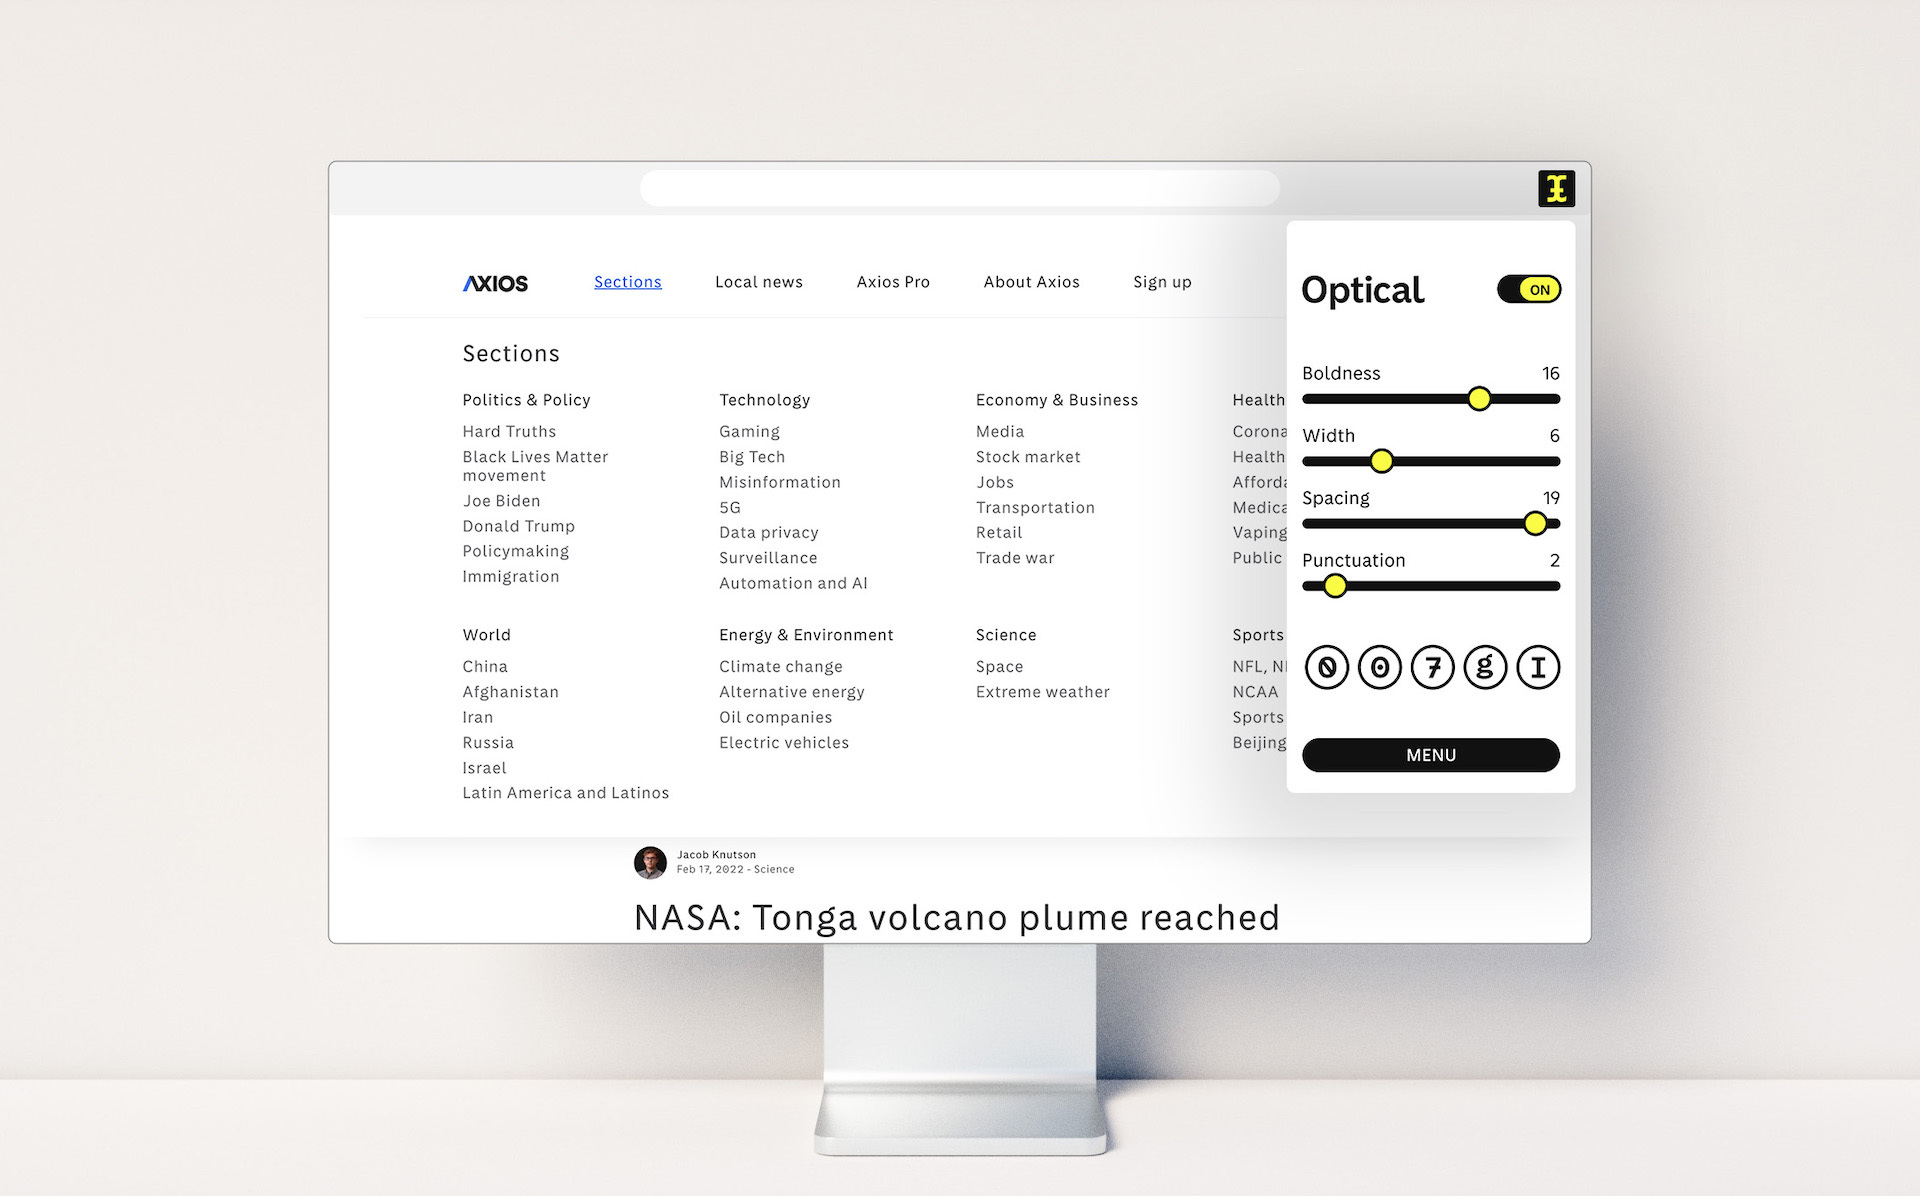 AXIOS
Sections
Local news
Axios Pro
About Axios
Sign up
Sections
Politics & Policy
Hard Truths
Black Lives Matter
movement
Joe Biden
Donald Trump
Policymaking
Immigration
Technology
Gaming
Big Tech
Misinformation
5G
Data privacy
Surveillance
Automation and AI
Economy & Business
Media
Stock market
Jobs
Transportation
Retail
Trade war
Health
Corona
Health
Afforda
Medica
Vaping
Public
World
China
Afghanistan
Iran
Russia
Israel
Latin America and Latinos
Energy & Environment
Climate change
Alternative energy
Oil companies
Electric vehicles
Science
Space
Extreme weather
Sports
NFL, N
NCAA
Sports
Beijing
Jacob Knutson
Feb 17, 2022 - Science
NASA: Tonga volcano plume reached
Optical
ON
Boldness 16
Width 6
Spacing 19
Punctuation 2
0 0 7 g I
MENU